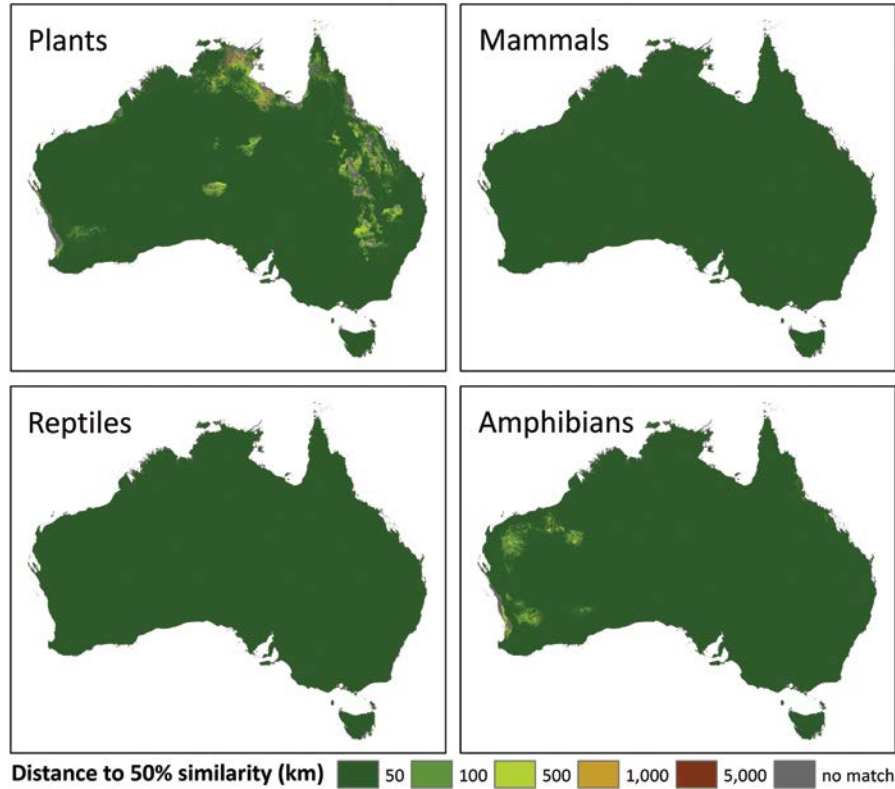 Plants
Mammals
Reptiles
Amphibians
Distance to 50% similarity (km) 50 100 500 1,000 5,000 no match